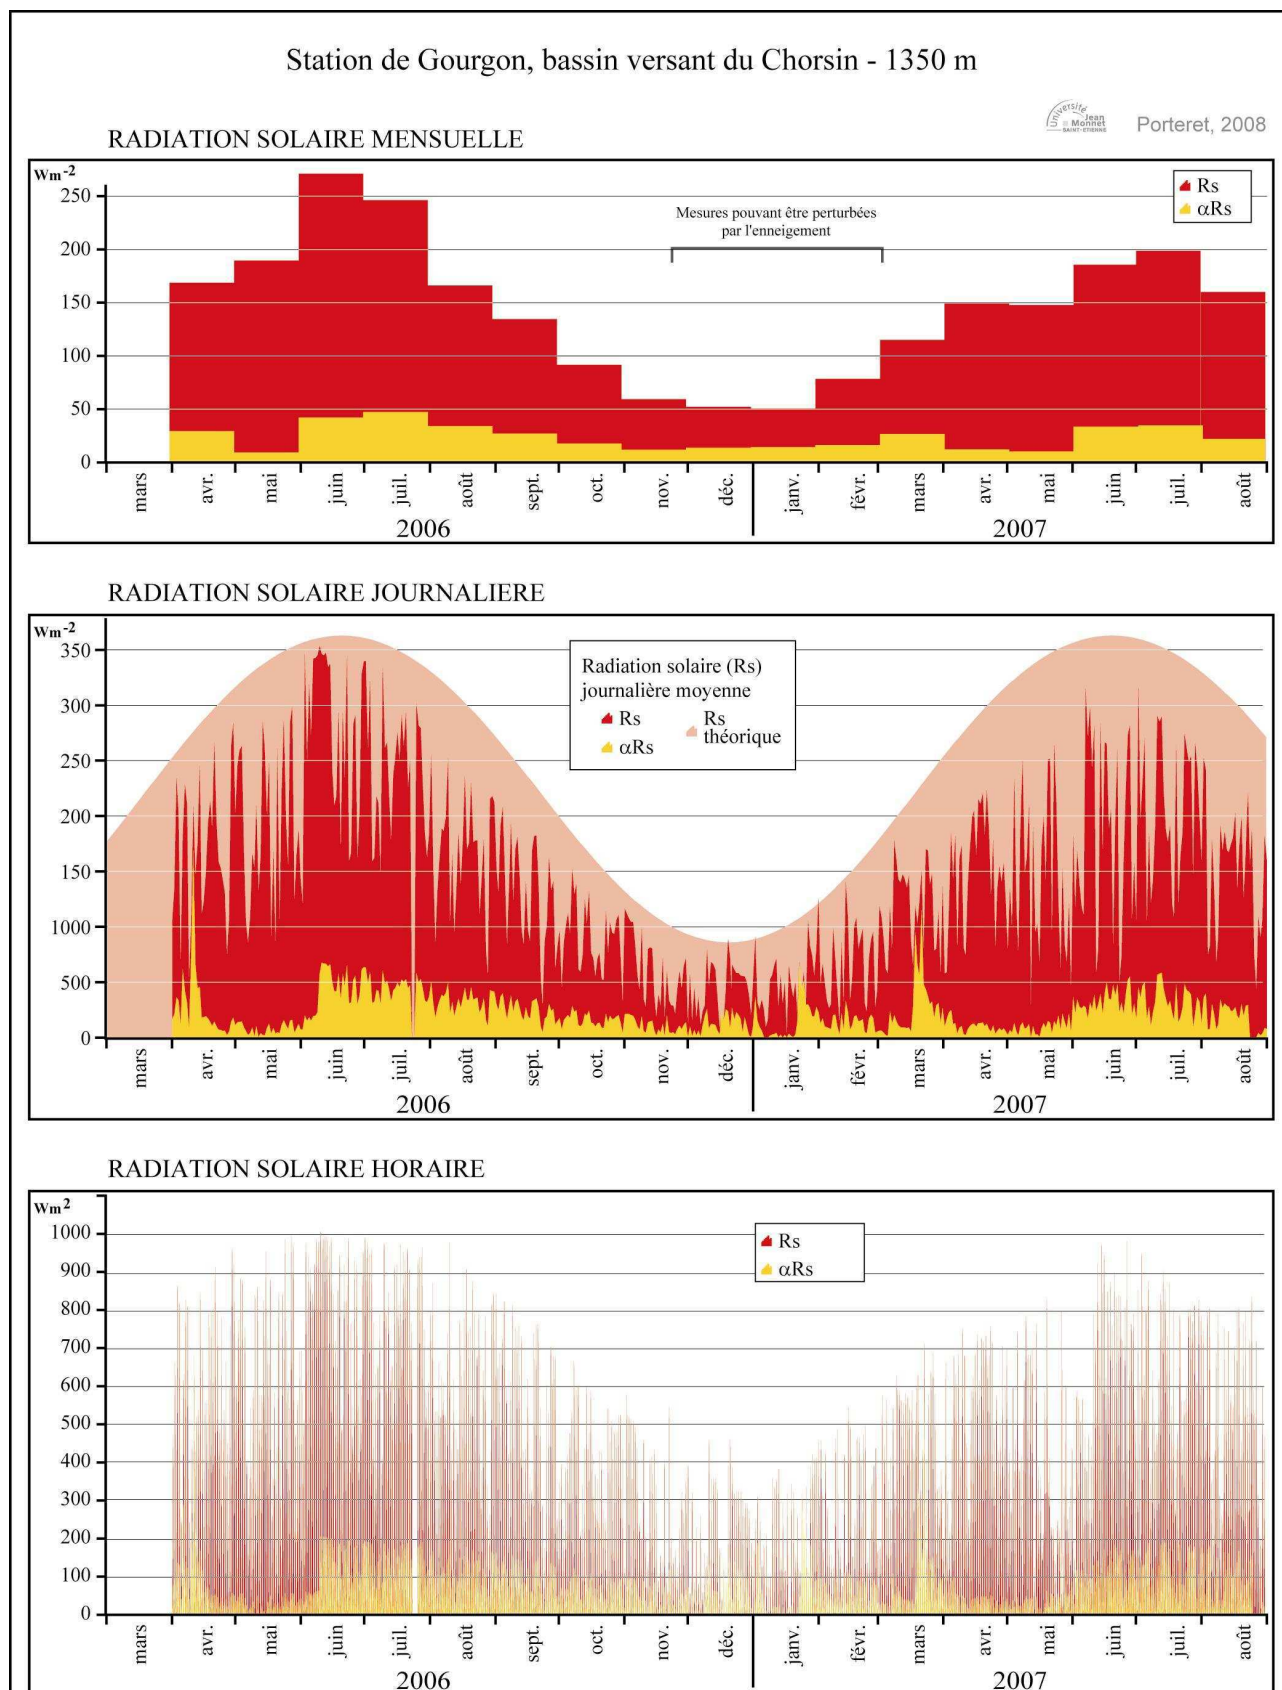 Station de Gourgon, bassin versant du Chorsin - 1350 m
Université Jean Monnet SAINT-ETIENNE
Porteret, 2008
RADIATION SOLAIRE MENSUELLE
Wm-2
250
200
150
100
50
0
Rs
αRs
Mesures pouvant être perturbées
par l'enneigement
mars avr. mai juin juil. août sept. oct. nov. déc. janv. févr. mars avr. mai juin juil. août
2006 2007
RADIATION SOLAIRE JOURNALIERE
Wm-2
350
300
250
200
150
1000
500
0
Radiation solaire (Rs)
journalière moyenne
Rs Rs
théorique
αRs
mars avr. mai juin juil. août sept. oct. nov. déc. janv. févr. mars avr. mai juin juil. août
2006 2007
RADIATION SOLAIRE HORAIRE
Wm2
1000
900
800
700
600
500
400
300
200
100
0
Rs
αRs
mars avr. mai juin juil. août sept. oct. nov. déc. janv. févr. mars avr. mai juin juil. août
2006 2007